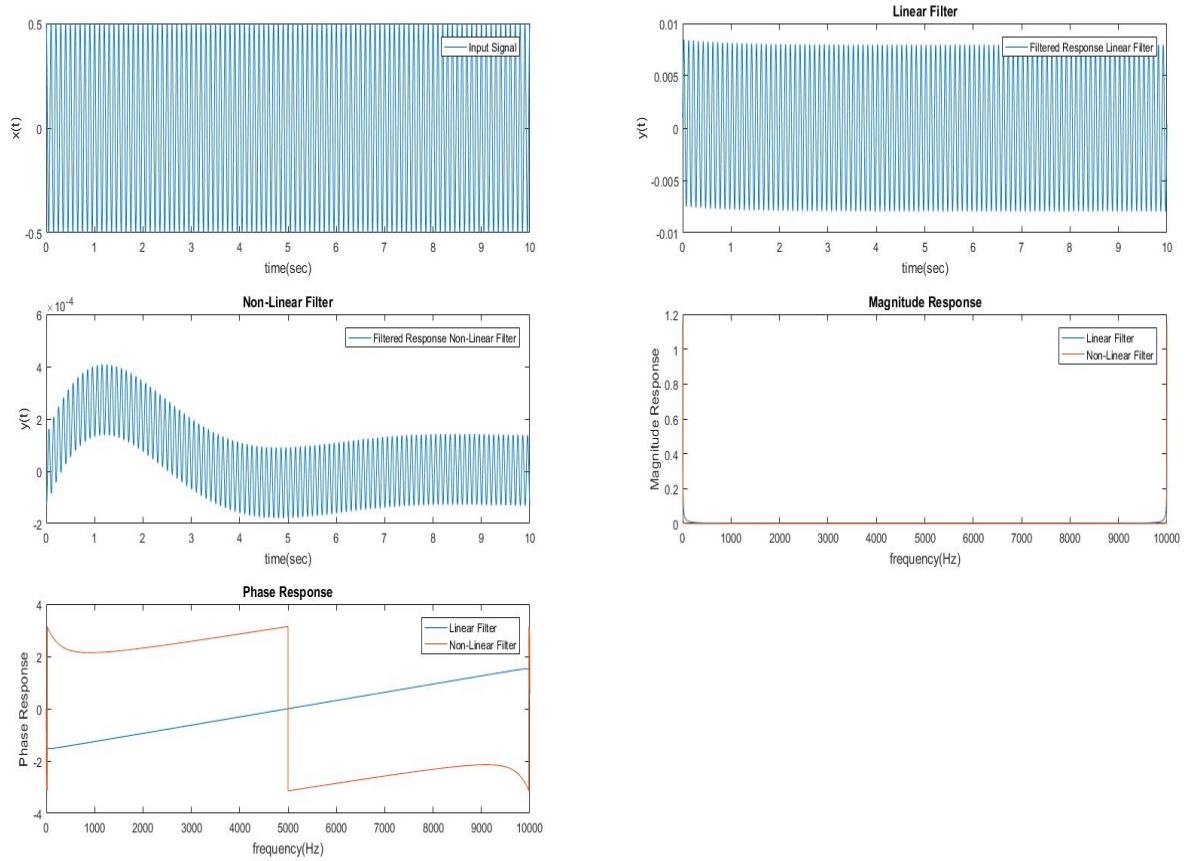 0.5
0
-0.5
x(t)
Input Signal
0 1 2 3 4 5 6 7 8 9 10
time(sec)
Linear Filter
0.01
0.005
0
-0.005
-0.01
y(t)
Filtered Response Linear Filter
0 1 2 3 4 5 6 7 8 9 10
time(sec)
Non-Linear Filter
×10⁻⁴
6
4
2
0
-2
y(t)
Filtered Response Non-Linear Filter
0 1 2 3 4 5 6 7 8 9 10
time(sec)
Magnitude Response
1.2
1
0.8
0.6
0.4
0.2
0
Magnitude Response
Linear Filter
Non-Linear Filter
0 1000 2000 3000 4000 5000 6000 7000 8000 9000 10000
frequency(Hz)
Phase Response
4
2
0
-2
-4
Phase Response
Linear Filter
Non-Linear Filter
0 1000 2000 3000 4000 5000 6000 7000 8000 9000 10000
frequency(Hz)